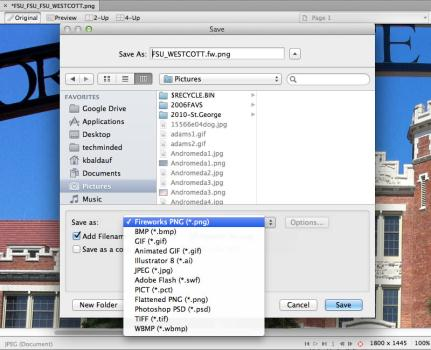 × *FSU_FSU_FSU_WESTCOTT.png
Original Preview 2-Up 4-Up Page 1
Save
Save As: FSU_WESTCOTT.fw.png
Pictures
FAVORITES
Google Drive
Applications
Desktop
techminded
kbaldauf
Documents
Pictures
Music
$RECYCLE.BIN
2006FAVS
2010-St.George
15566e04dog.jpg
adams1.gif
adams2.gif
Andromeda1.jpg
Andromeda1.png
Andromeda2.jpg
Andromeda3.jpg
Andromeda3.png
Andromeda4.jpg
Save as: ✓ Fireworks PNG (*.png) Options...
Add Filenam
Save as a co
BMP (*.bmp)
GIF (*.gif)
Animated GIF (*.gif)
Illustrator 8 (*.ai)
JPEG (*.jpg)
Adobe Flash (*.swf)
PICT (*.pct)
Flattened PNG (*.png)
Photoshop PSD (*.psd)
TIFF (*.tif)
WBMP (*.wbmp)
New Folder Cancel Save
JPEG (Document) 1 1800 x 1445 100%